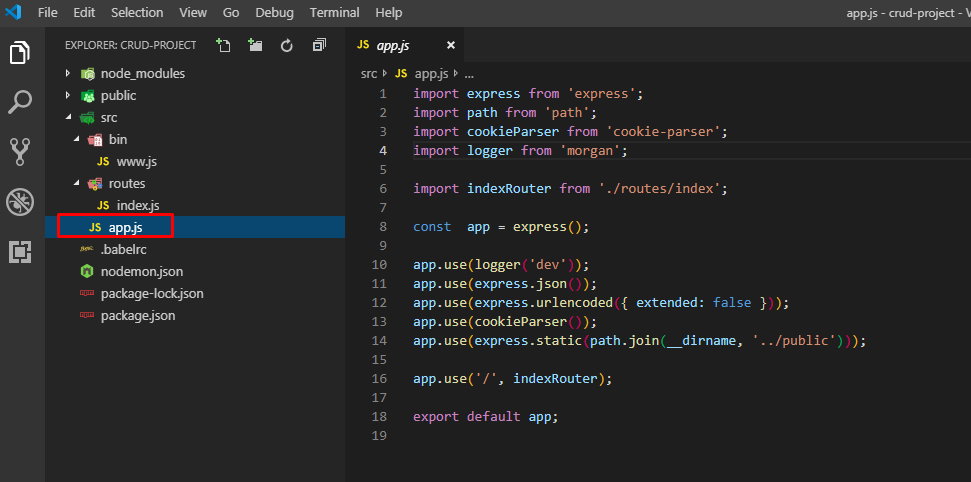 File Edit Selection View Go Debug Terminal Help app.js - crud-project - V
EXPLORER: CRUD-PROJECT
JS app.js ×
node_modules
public
src
bin
JS www.js
routes
JS index.js
JS app.js
.babelrc
nodemon.json
package-lock.json
package.json
src JS app.js ...
1 import express from 'express';
2 import path from 'path';
3 import cookieParser from 'cookie-parser';
4 import logger from 'morgan';
5
6 import indexRouter from './routes/index';
7
8 const  app = express();
9
10 app.use(logger('dev'));
11 app.use(express.json());
12 app.use(express.urlencoded({ extended: false }));
13 app.use(cookieParser());
14 app.use(express.static(path.join(__dirname, '../public')));
15
16 app.use('/', indexRouter);
17
18 export default app;
19